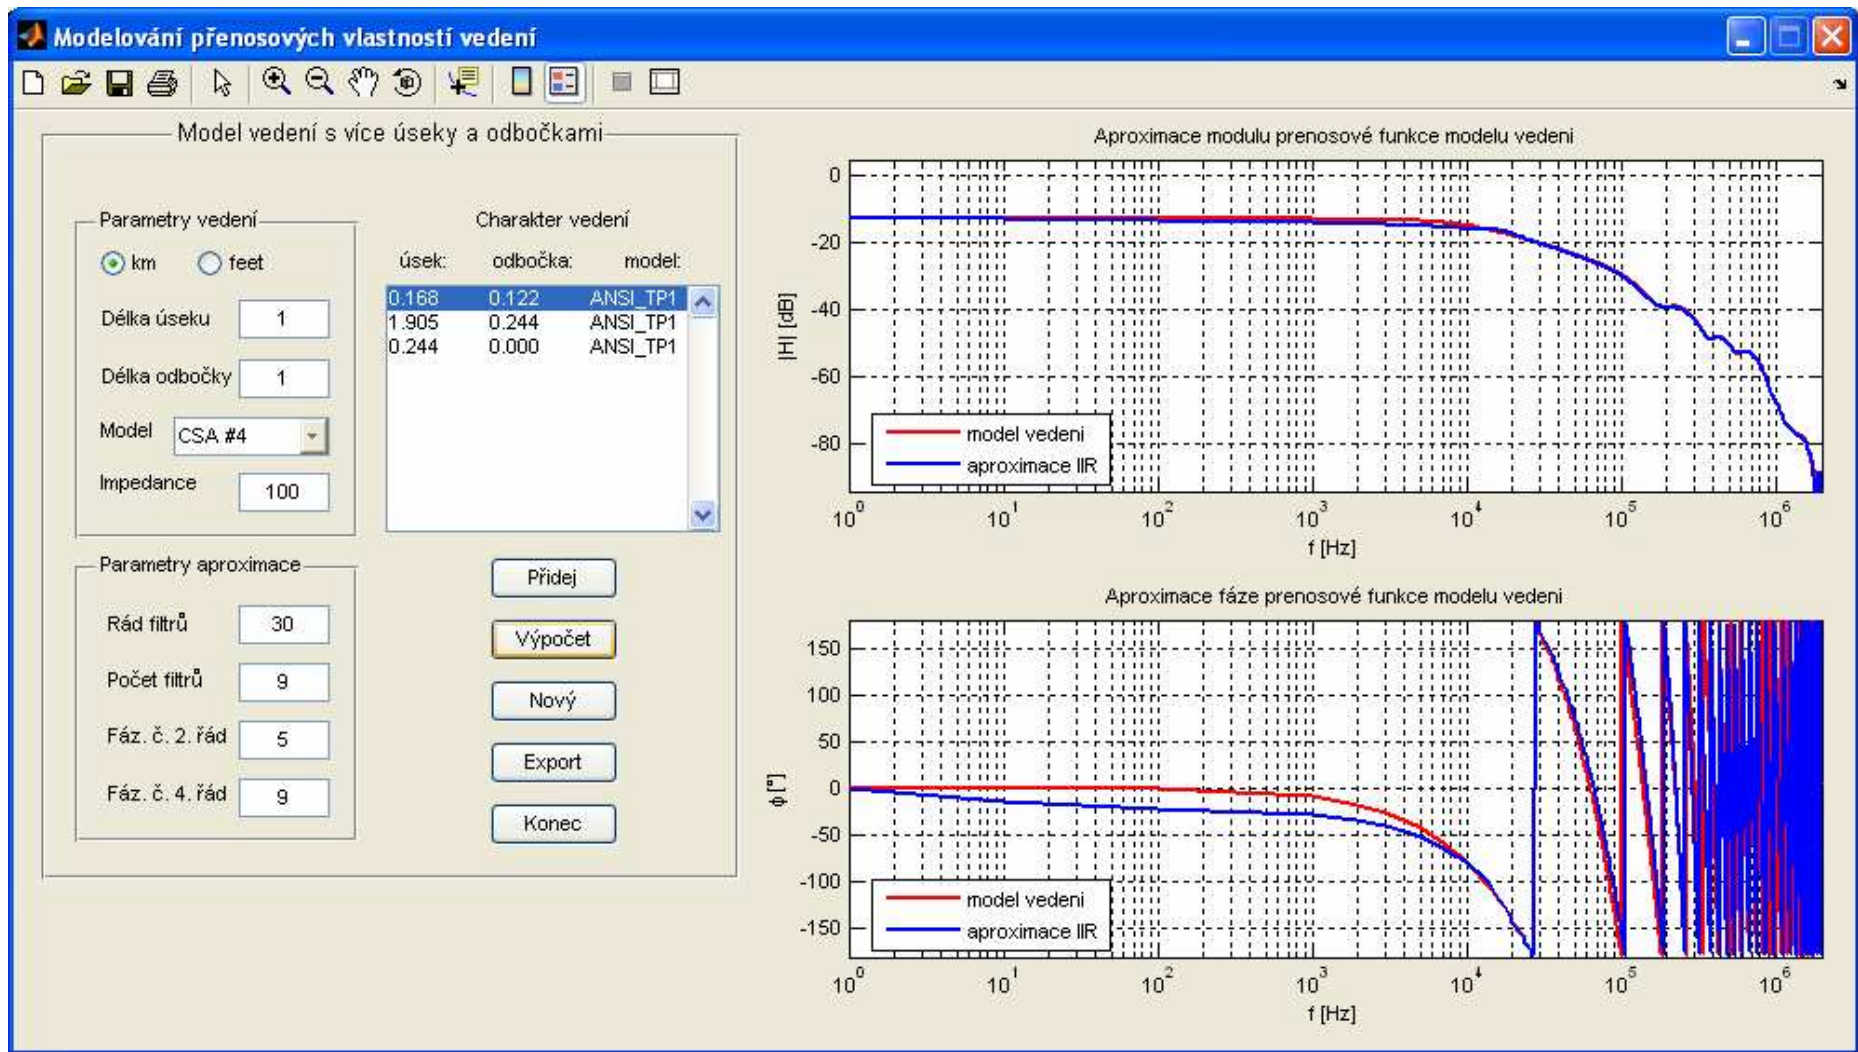 Modelování přenosových vlastností vedení
Model vedení s více úseky a odbočkami
Parametry vedení
km feet
Délka úseku 1
Délka odbočky 1
Model CSA #4
Impedance 100
Charakter vedení
úsek: odbočka: model:
0.168 0.122 ANSI_TP1
1.905 0.244 ANSI_TP1
0.244 0.000 ANSI_TP1
Parametry aproximace
Rád filtrů 30
Počet filtrů 9
Fáz. č. 2. řád 5
Fáz. č. 4. řád 9
Přidej
Výpočet
Nový
Export
Konec
Aproximace modulu prenosové funkce modelu vedeni
|H| [dB]
0
-20
-40
-60
-80
model vedeni
aproximace IIR
10^0 10^1 10^2 10^3 10^4 10^5 10^6
f [Hz]
Aproximace fáze prenosové funkce modelu vedeni
ϕ [°]
150
100
50
0
-50
-100
-150
model vedeni
aproximace IIR
10^0 10^1 10^2 10^3 10^4 10^5 10^6
f [Hz]